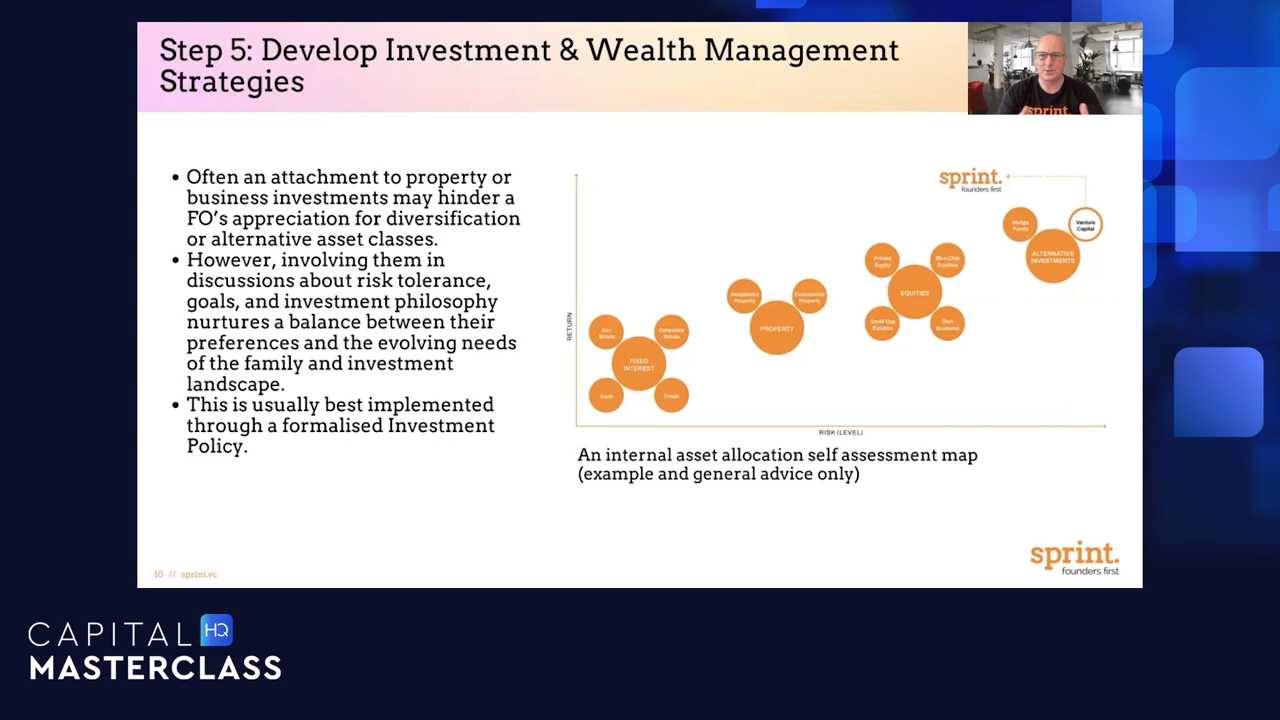 Step 5: Develop Investment & Wealth Management
Strategies
sprint.
• Often an attachment to property or
business investments may hinder a
FO's appreciation for diversification
or alternative asset classes.
• However, involving them in
discussions about risk tolerance,
goals, and investment philosophy
nurtures a balance between their
preferences and the evolving needs
of the family and investment
landscape.
• This is usually best implemented
through a formalised Investment
Policy.
sprint.
founders first
Hedge
Funds
Venture
Capital
ALTERNATIVE
INVESTMENTS
Private
Equity
Blue Chip
Equities
EQUITIES
Small Cap
Equities
Own
Business
Residential
Property
Commercial
Property
PROPERTY
Gov
Bonds
Corporate
Bonds
FIXED
INTEREST
Cash
Credit
RETURN
RISK (LEVEL)
An internal asset allocation self assessment map
(example and general advice only)
10 // sprint.vc
sprint.
founders first
CAPITAL HQ
MASTERCLASS